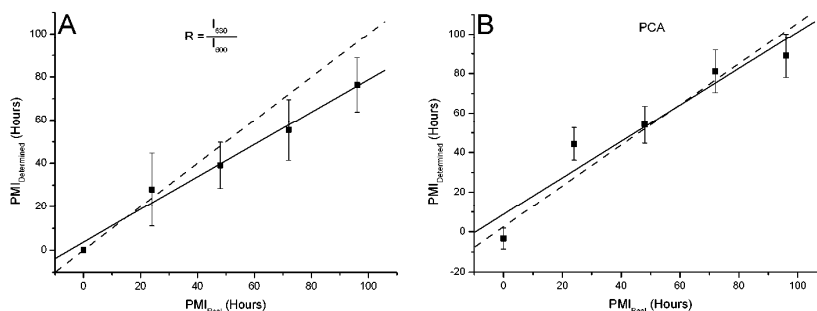 A
R = I630 / I600
PMIDetermined (Hours)
100
80
60
40
20
0
0 20 40 60 80 100
PMIReal (Hours)
B
PCA
PMIDetermined (Hours)
100
80
60
40
20
0
-20
0 20 40 60 80 100
PMIReal (Hours)